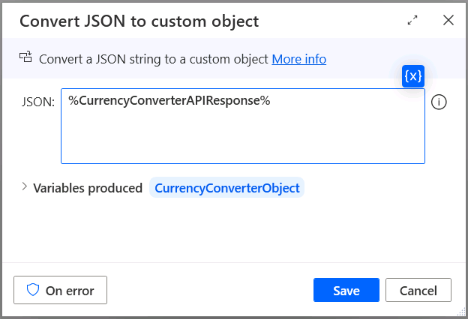 Convert JSON to custom object
Convert a JSON string to a custom object More info
{x}
JSON: %CurrencyConverterAPIResponse%
Variables produced CurrencyConverterObject
On error Save Cancel